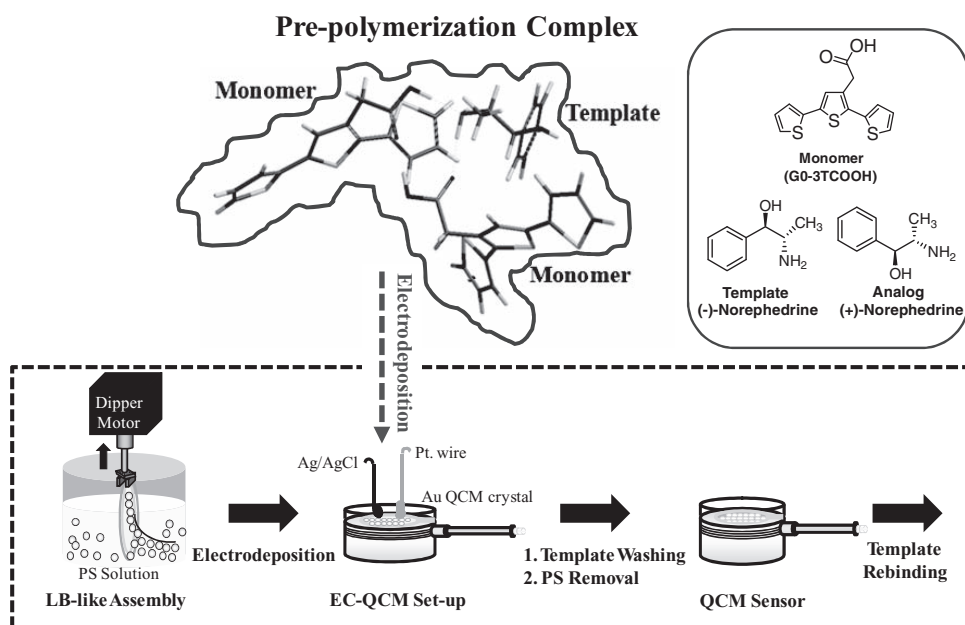 Pre-polymerization Complex
Monomer
Template
Monomer
OH
O
S
S
S
Monomer
(G0-3TCOOH)
OH
CH3
NH2
Template
(-)-Norephedrine
CH3
NH2
OH
Analog
(+)-Norephedrine
Electrodeposition
Dipper
Motor
PS Solution
LB-like Assembly
Electrodeposition
Ag/AgCl
Pt. wire
Au QCM crystal
EC-QCM Set-up
1. Template Washing
2. PS Removal
QCM Sensor
Template
Rebinding